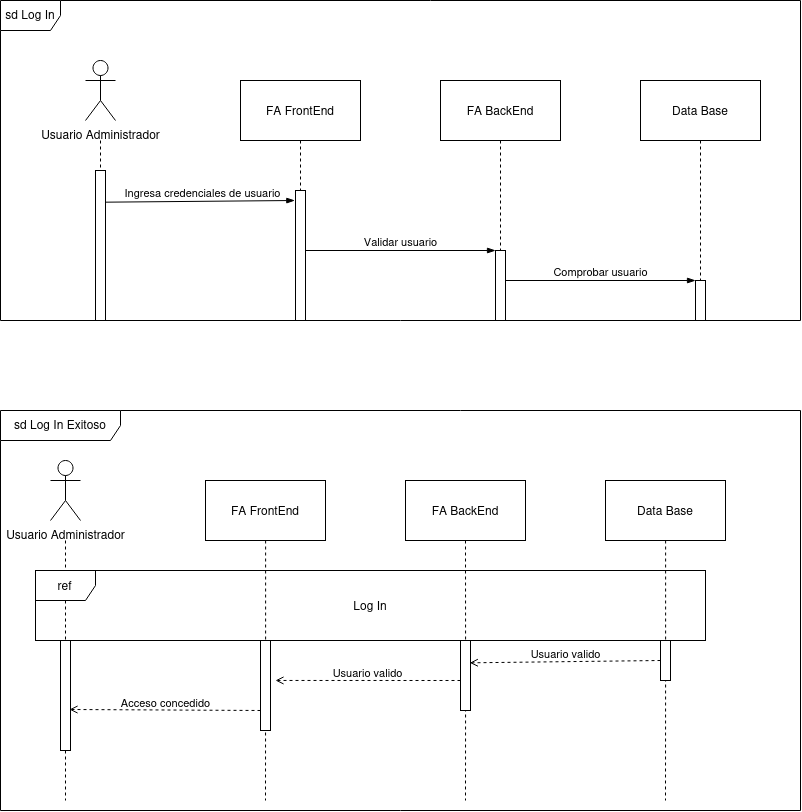 sd Log In
Usuario Administrador
FA FrontEnd
FA BackEnd
Data Base
Ingresa credenciales de usuario
Validar usuario
Comprobar usuario
sd Log In Exitoso
Usuario Administrador
FA FrontEnd
FA BackEnd
Data Base
ref
Log In
Usuario valido
Usuario valido
Acceso concedido